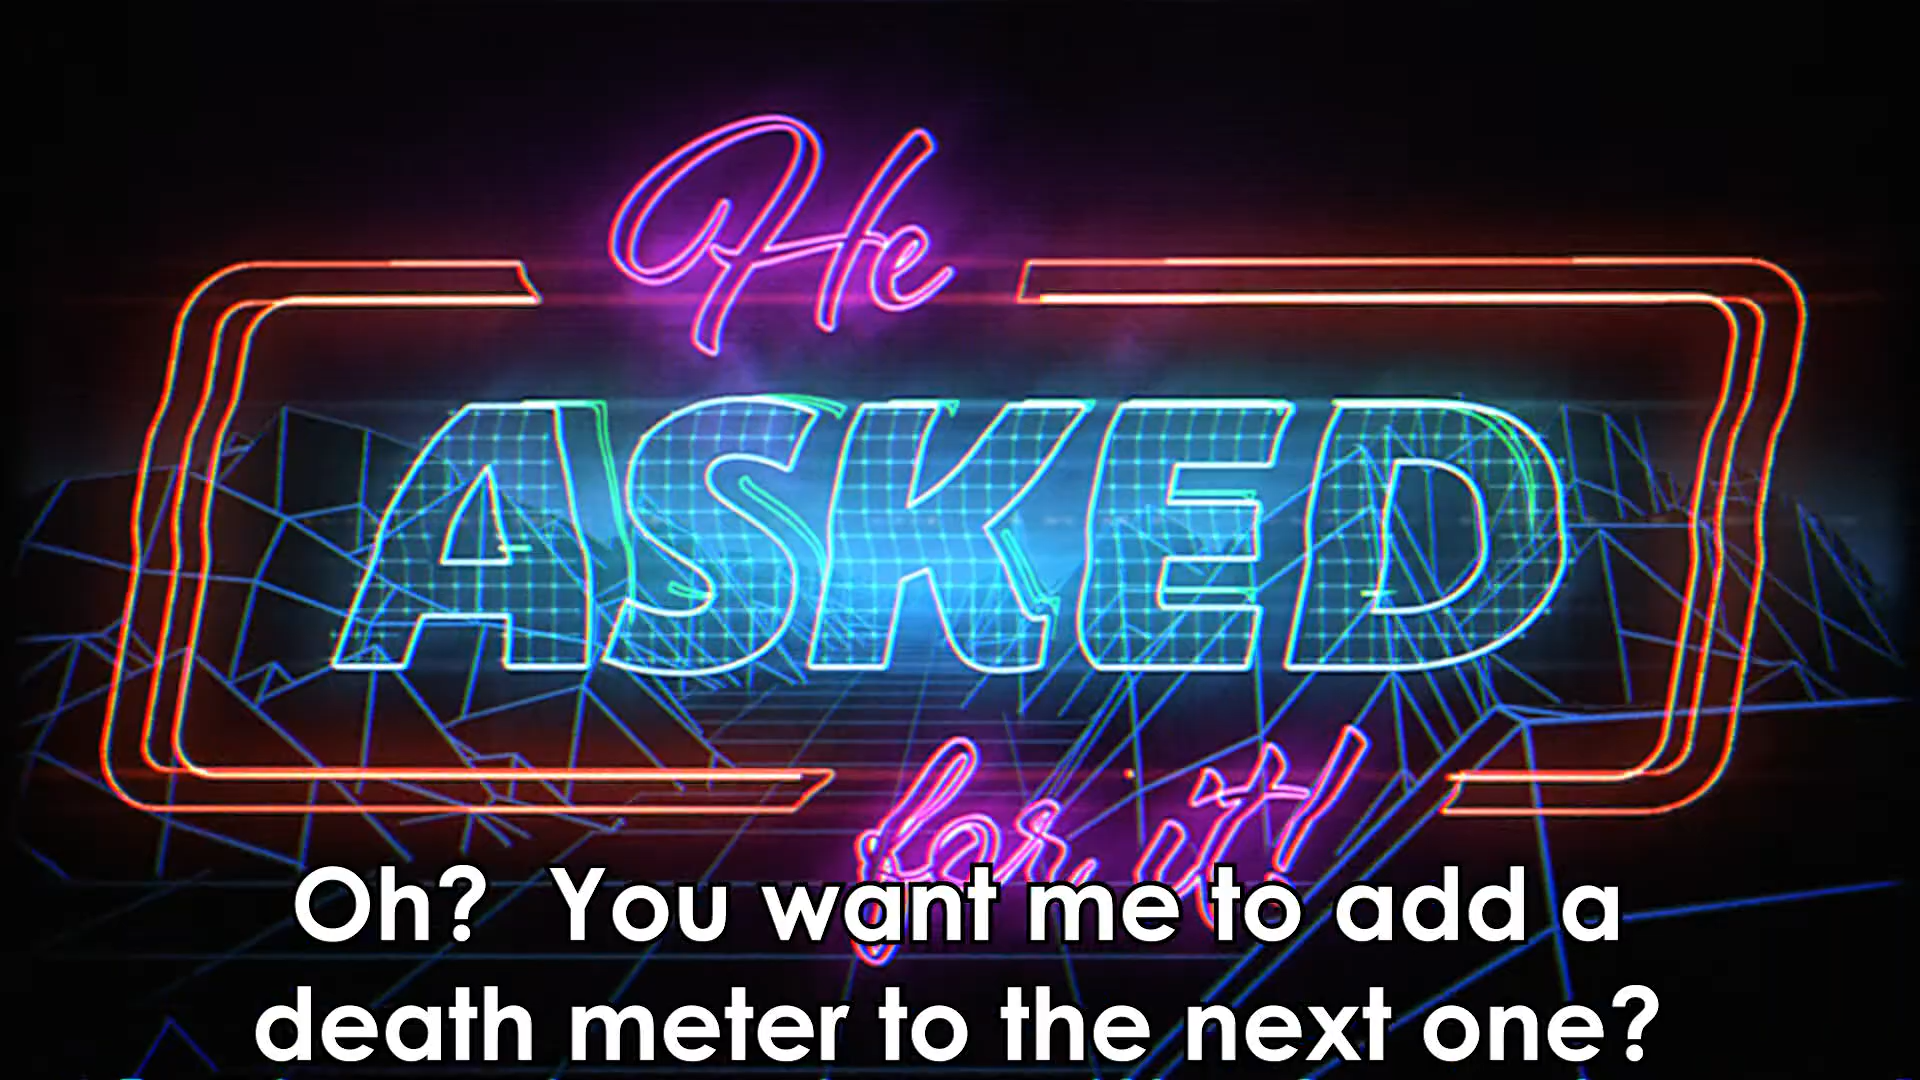 He
ASKED
for it!
Oh?  You want me to add a
death meter to the next one?